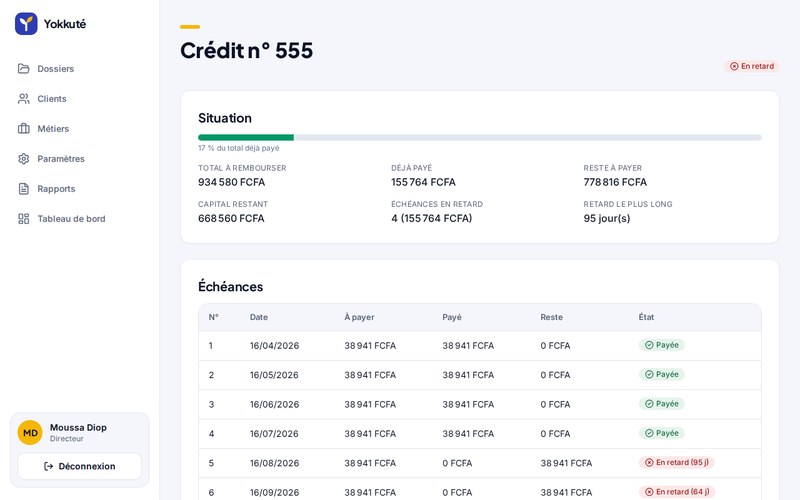 Yokkuté
Dossiers
Clients
Métiers
Paramètres
Rapports
Tableau de bord
MD
Moussa Diop
Directeur
Déconnexion
Crédit n° 555
En retard
Situation
17 % du total déjà payé
TOTAL À REMBOURSER DÉJÀ PAYÉ RESTE À PAYER
934 580 FCFA 155 764 FCFA 778 816 FCFA
CAPITAL RESTANT ÉCHÉANCES EN RETARD RETARD LE PLUS LONG
668 560 FCFA 4 (155 764 FCFA) 95 jour(s)
Échéances
N° Date À payer Payé Reste État
1 16/04/2026 38 941 FCFA 38 941 FCFA 0 FCFA Payée
2 16/05/2026 38 941 FCFA 38 941 FCFA 0 FCFA Payée
3 16/06/2026 38 941 FCFA 38 941 FCFA 0 FCFA Payée
4 16/07/2026 38 941 FCFA 38 941 FCFA 0 FCFA Payée
5 16/08/2026 38 941 FCFA 0 FCFA 38 941 FCFA En retard (95 j)
6 16/09/2026 38 941 FCFA 0 FCFA 38 941 FCFA En retard (64 j)